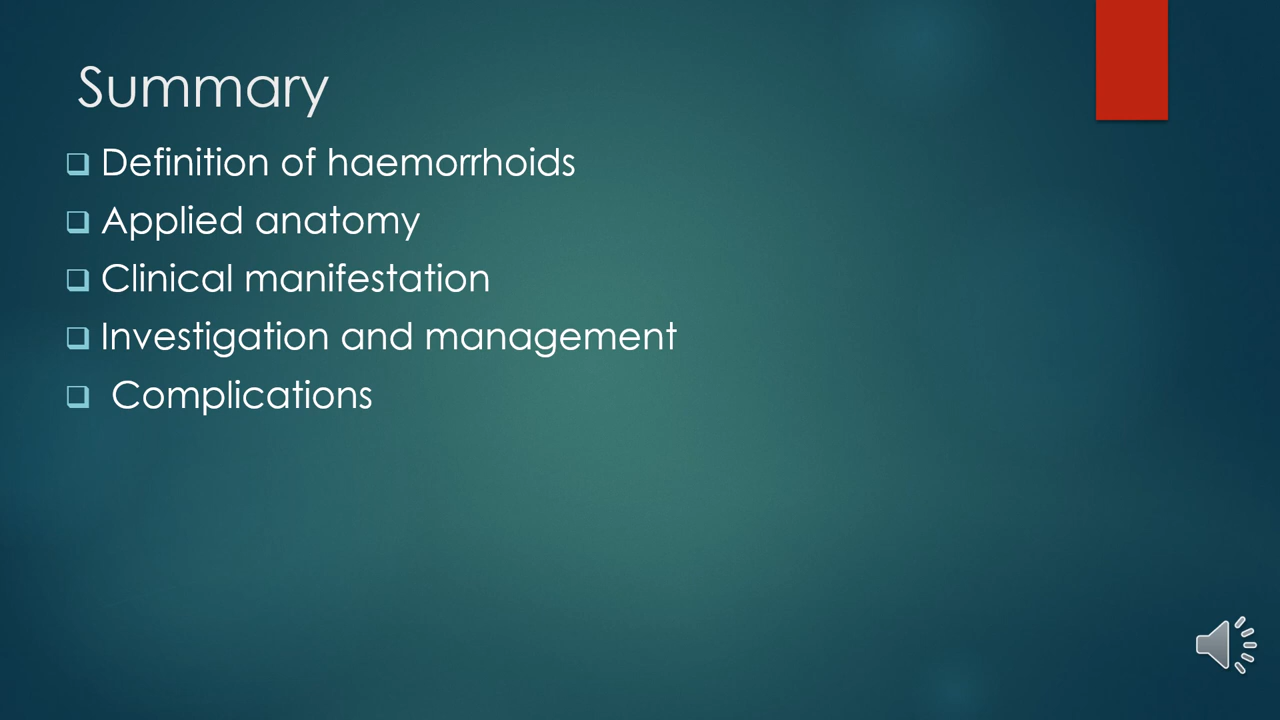 Summary
Definition of haemorrhoids
Applied anatomy
Clinical manifestation
Investigation and management
Complications